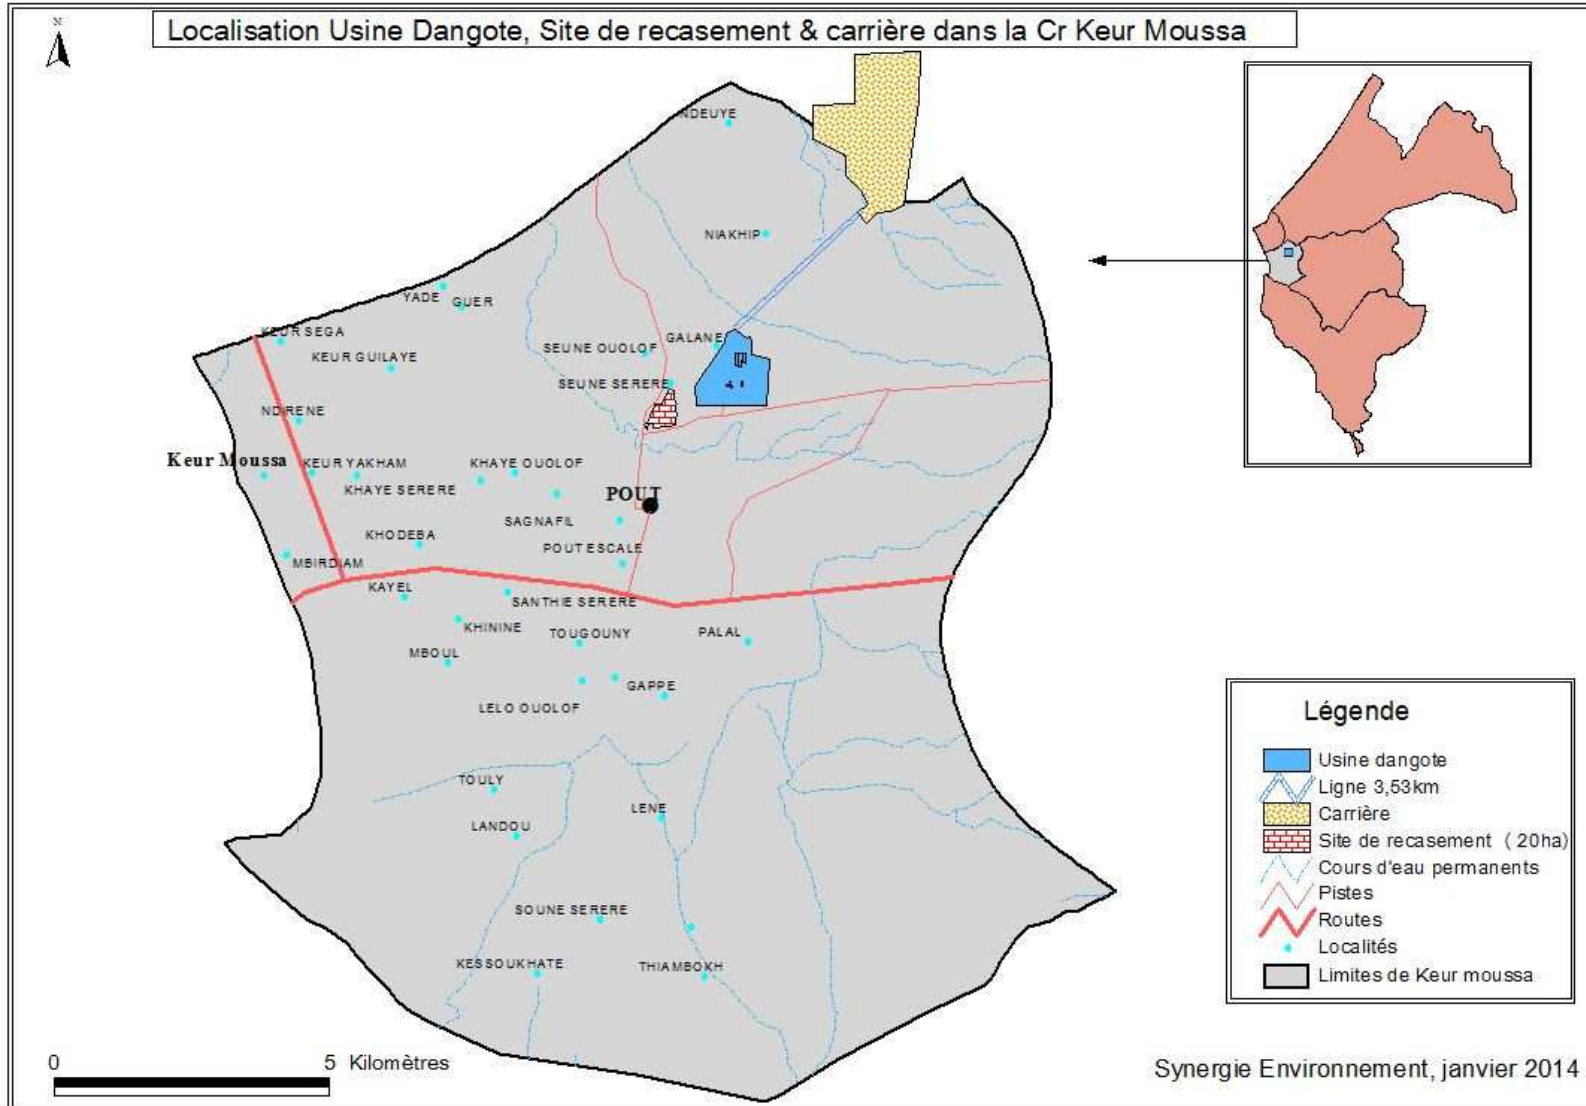 Localisation Usine Dangote, Site de recasement & carrière dans la Cr Keur Moussa
N
NDEUYE
NIAKHIP
YADE
GUER
KEUR SEGA
KEUR GUILAYE
SEUNE OUOLOF
GALANE
SEUNE SERERE
NDIRENE
Keur Moussa
KEUR YAKHAM
KHAYE OUOLOF
KHAYE SERERE
POUT
SAGNAFIL
KHODEBA
POUT ESCALE
MBIRDIAM
KAYEL
SANTHIE SERERE
KHININE
TOUGOUNY
PALAL
MBOUL
GAPPE
LELO OUOLOF
TOULY
LENE
LANDOU
SOUNE SERERE
KESSOUKHATE
THIAMBOKH
Légende
Usine dangote
Ligne 3,53km
Carrière
Site de recasement ( 20ha)
Cours d'eau permanents
Pistes
Routes
Localités
Limites de Keur moussa
0 5 Kilomètres
Synergie Environnement, janvier 2014